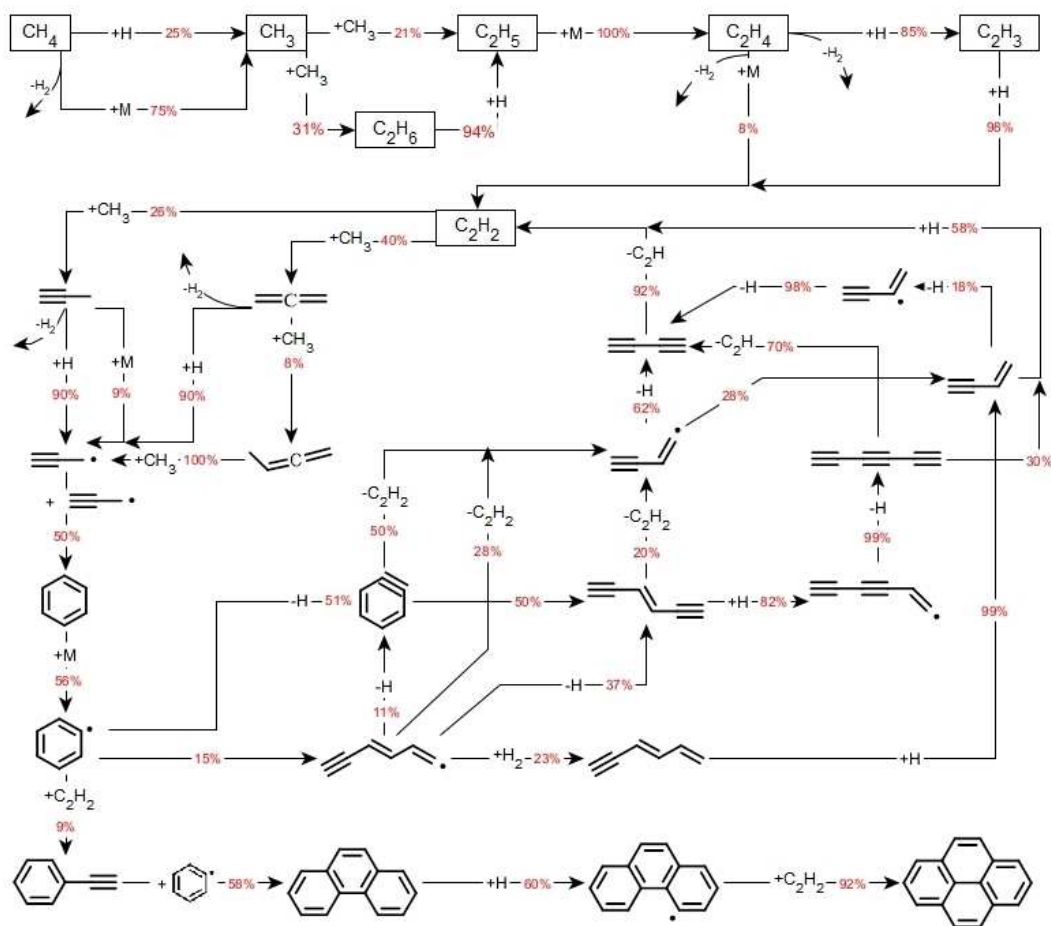 CH4 +H 25% CH3 +CH3 21% C2H5 +M 100% C2H4 +H 85% C2H3
-H2 +CH3 -H2 +M -H2
+M 75% +H +H
31% C2H6 94% 8% 98%
+CH3 26% C2H2 +H 58%
+CH3 40% -C2H
-H2 92% -H 98% -H 18%
-H2 C
+CH3 -C2H 70%
+H +M +H 8% -H
90% 9% 90% 62% 28%
+CH3 100% C 30%
+ -C2H2 -C2H2 -C2H2 -H
50% 50% 28% 20% 99%
-H 51% 50% +H 82% 99%
+M
56% -H -H 37%
11%
15% +H2 23% +H
+C2H2
9%
+ 58% +H 60% +C2H2 92%